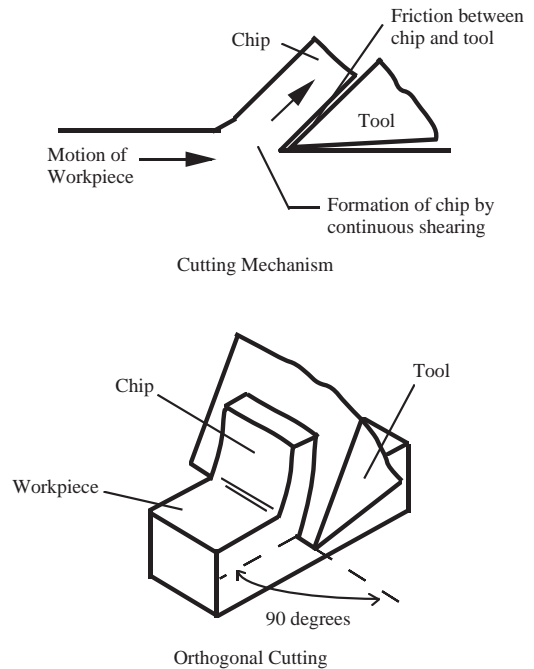 Friction between
chip and tool
Chip
Tool
Motion of
Workpiece
Formation of chip by
continuous shearing
Cutting Mechanism
Tool
Chip
Workpiece
90 degrees
Orthogonal Cutting